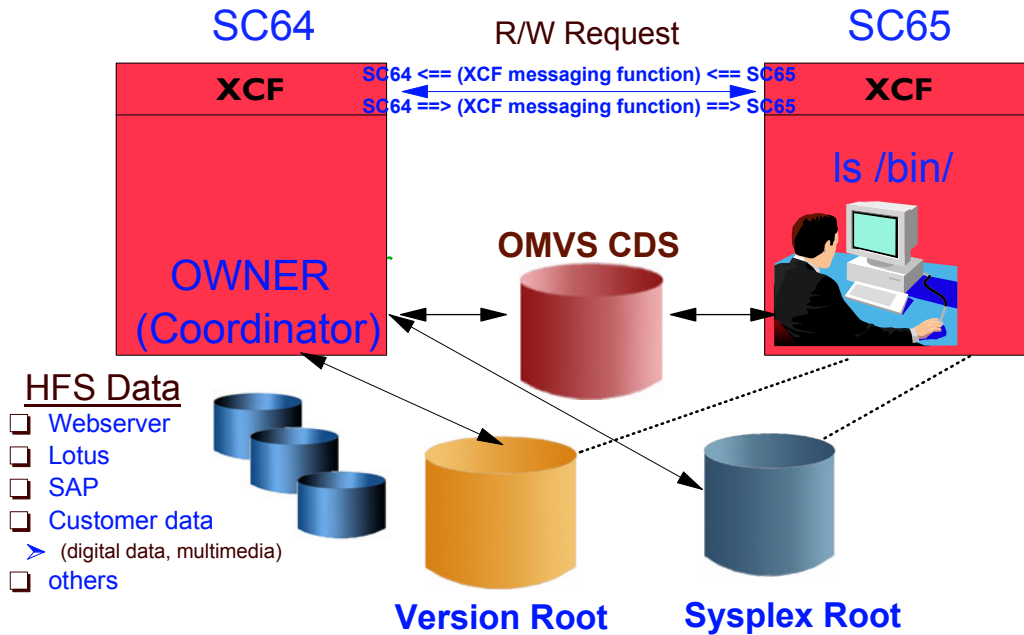 SC64
R/W Request
SC65
XCF
SC64 <== (XCF messaging function) <== SC65
SC64 ==> (XCF messaging function) ==> SC65
XCF
ls /bin/
OMVS CDS
OWNER
(Coordinator)
HFS Data
Webserver
Lotus
SAP
Customer data
(digital data, multimedia)
others
Version Root
Sysplex Root